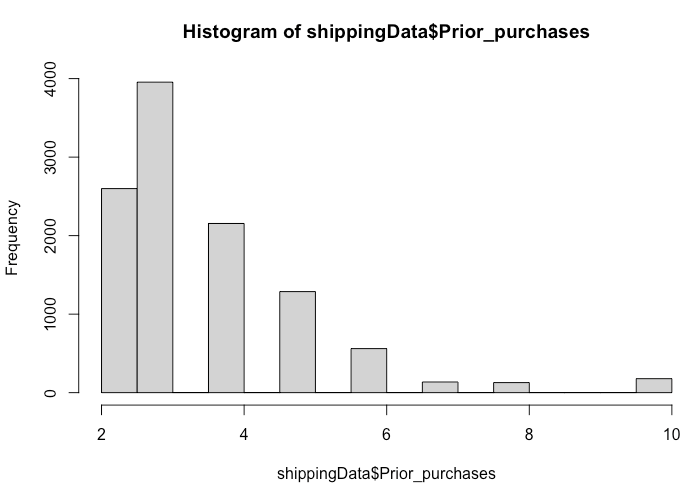 Histogram of shippingData$Prior_purchases
Frequency
4000
3000
2000
1000
0
2 4 6 8 10
shippingData$Prior_purchases